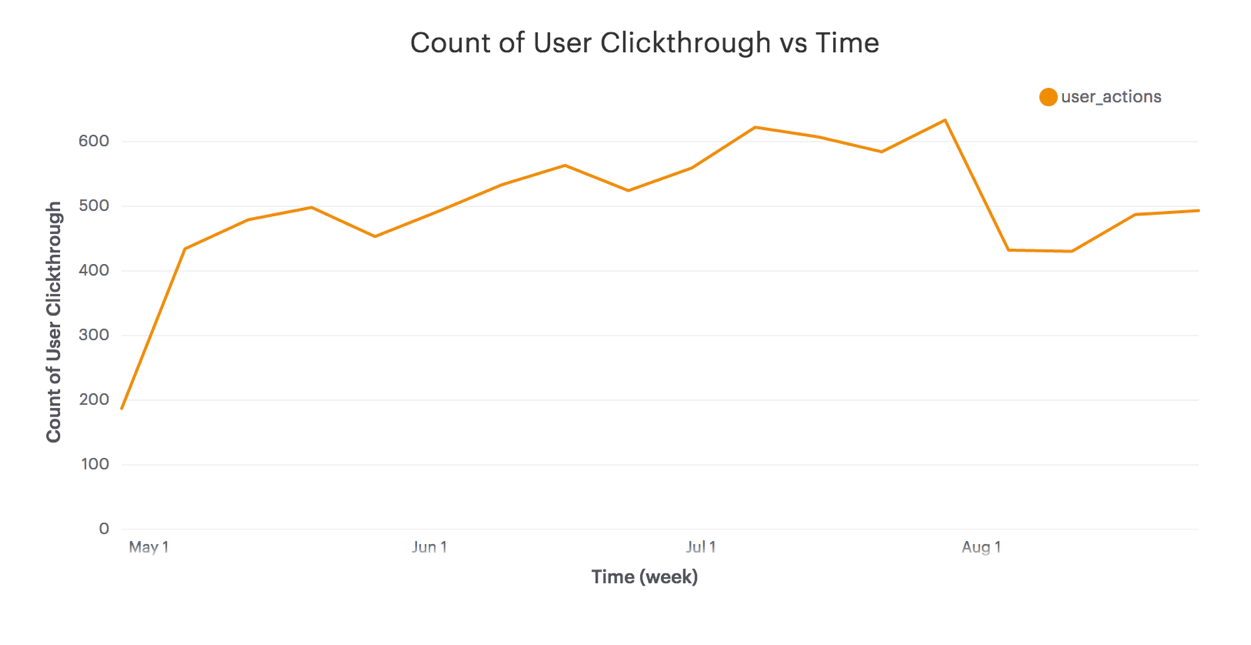 Count of User Clickthrough vs Time
user_actions
600
500
400
300
200
100
0
Count of User Clickthrough
May 1
Jun 1
Jul 1
Aug 1
Time (week)